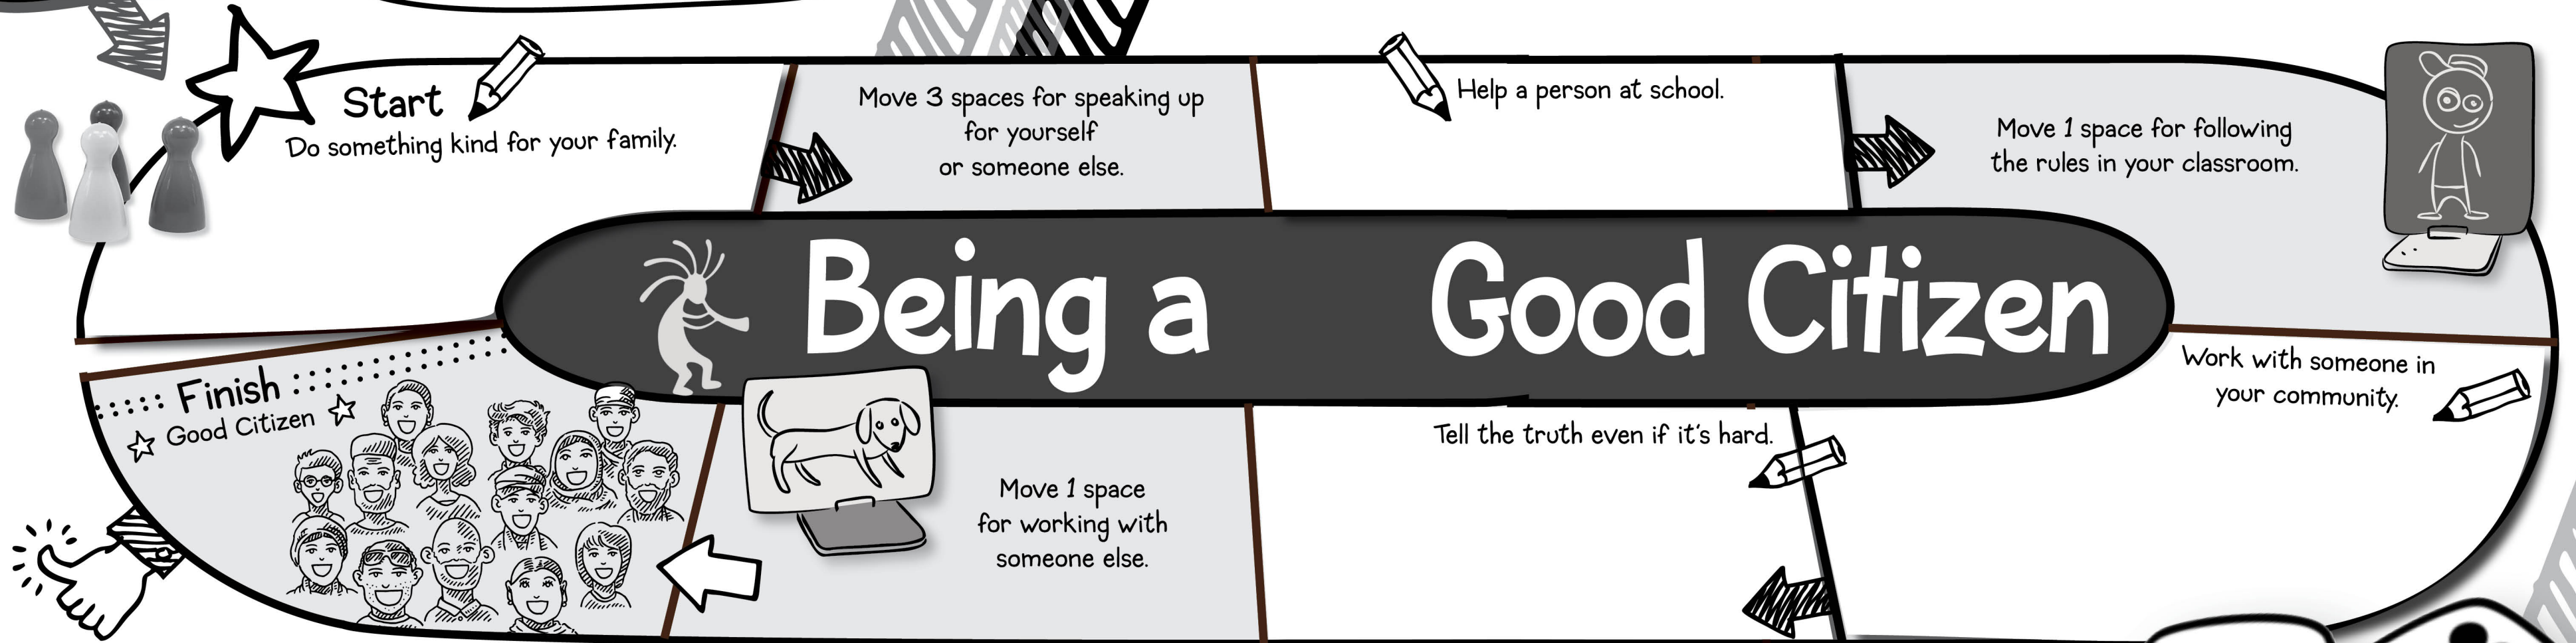 Start
Do something kind for your family.
Move 3 spaces for speaking up
for yourself
or someone else.
Help a person at school.
Move 1 space for following
the rules in your classroom.
Being a Good Citizen
Work with someone in
your community.
Tell the truth even if it's hard.
Move 1 space
for working with
someone else.
Finish
Good Citizen